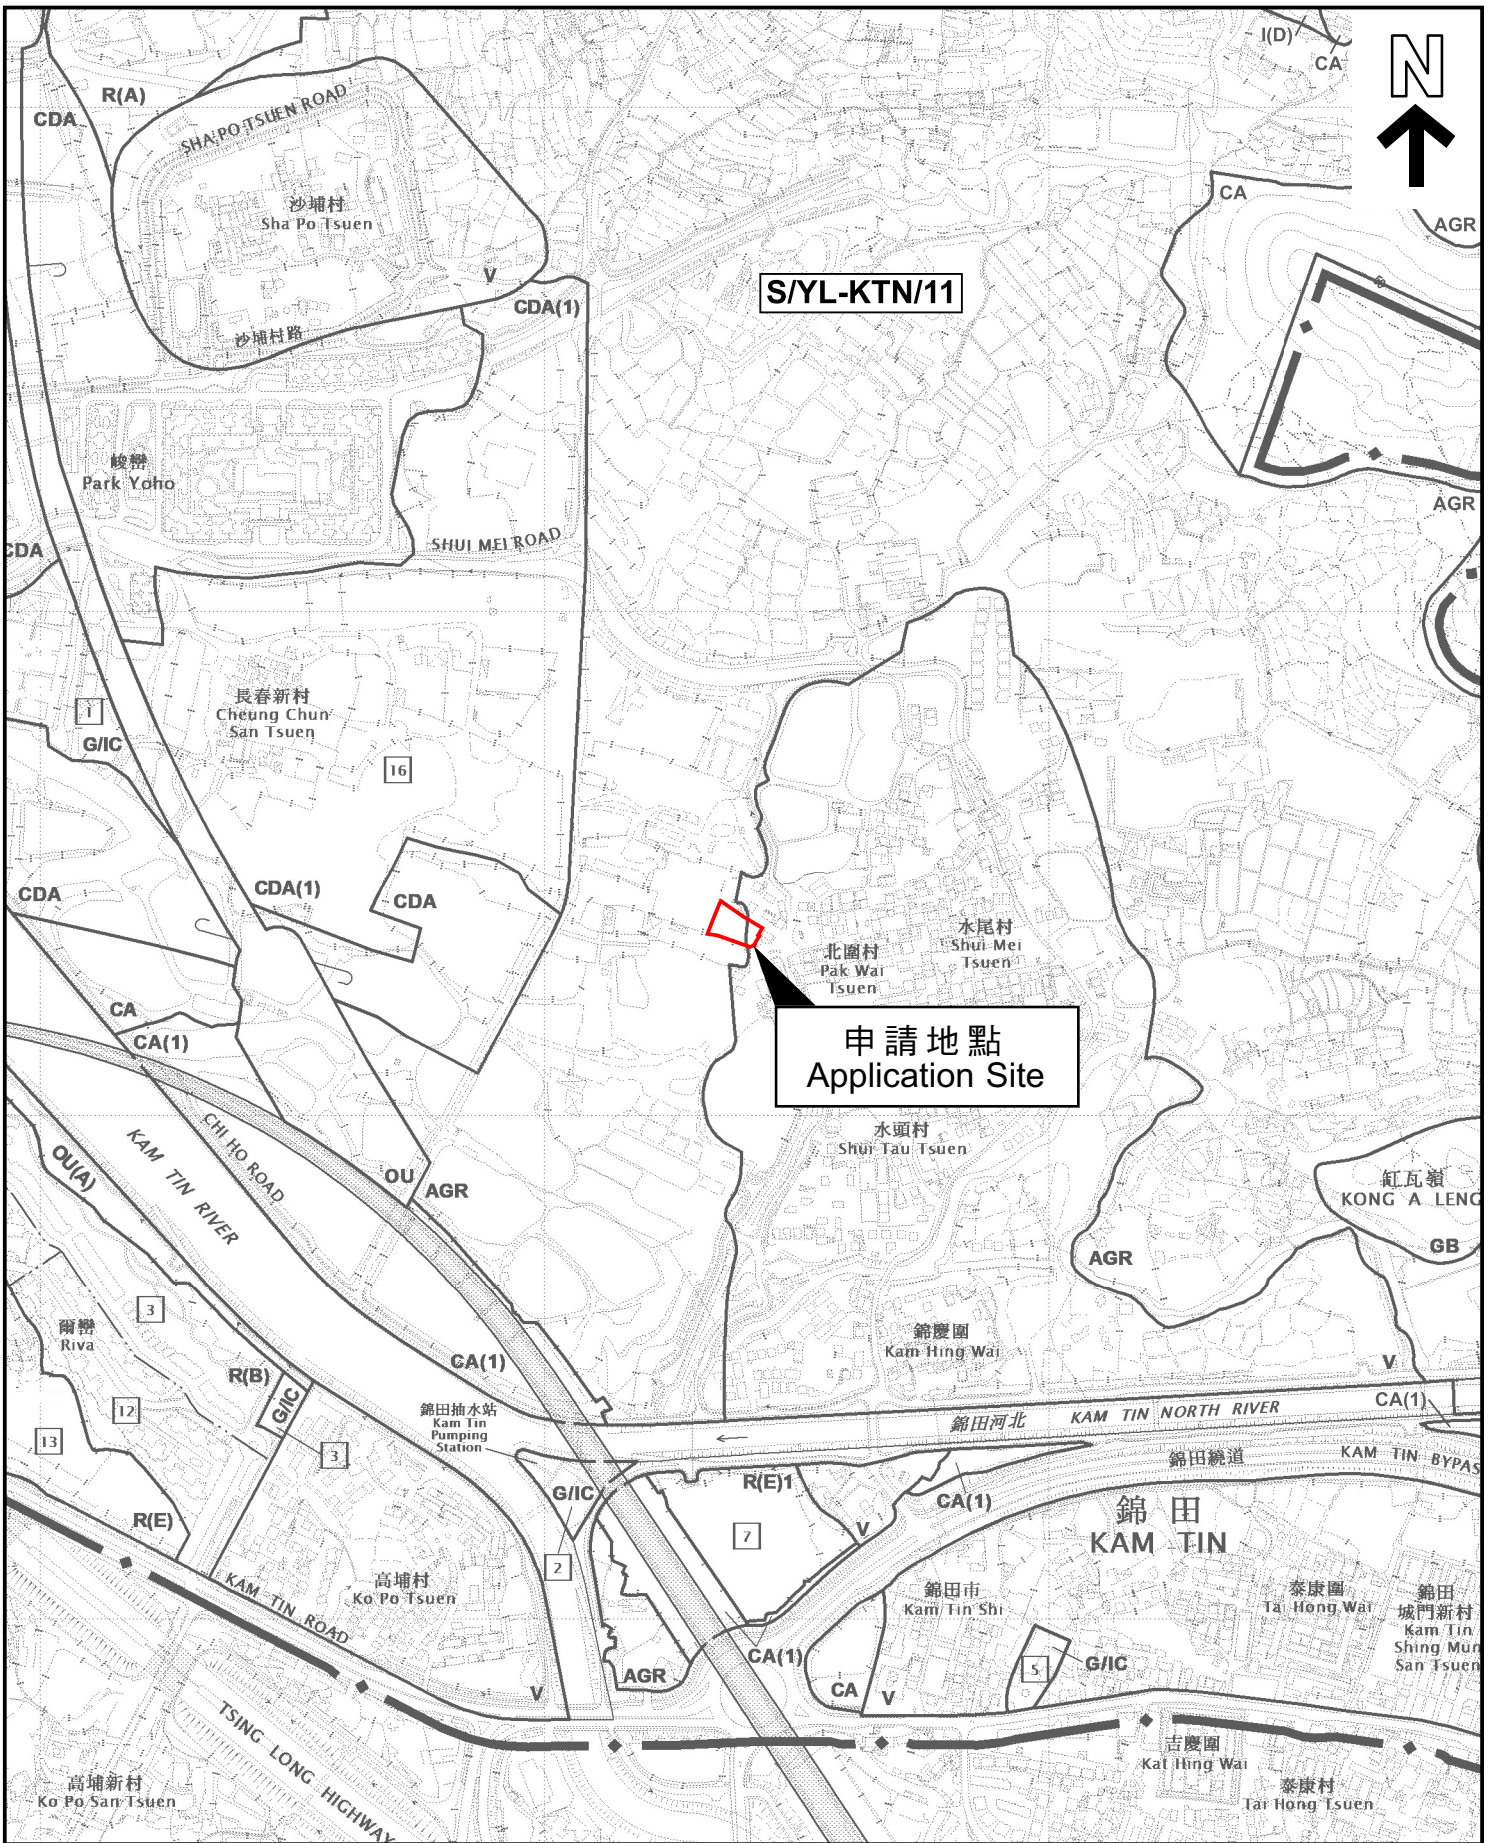 I(D)
CA
N
R(A)
CDA
SHA PO TSUEN ROAD
沙埔村
Sha Po Tsuen
CA
AGR
V
CDA(1)
S/YL-KTN/11
50
沙埔村路
峻巒
Park Yoho
AGR
SHUI MEI ROAD
CDA
長春新村
Cheung Chun
San Tsuen
1
G/IC
16
CDA
CDA(1)
CDA
水尾村
Shui Mei
Tsuen
北圍村
Pak Wai
Tsuen
CA
CA(1)
申請地點
Application Site
CHI HO ROAD
KAM TIN RIVER
OU(A)
水頭村
Shui Tau Tsuen
OU
AGR
缸瓦嶺
KONG A LENG
GB
AGR
3
爾巒
Riva
錦慶圍
Kam Hing Wai
CA(1)
V
R(B)
G/IC
12
13
3
錦田抽水站
Kam Tin
Pumping
Station
CA(1)
錦田河北
KAM TIN NORTH RIVER
錦田繞道
KAM TIN BYPAS
R(E)1
G/IC
CA(1)
R(E)
7
V
錦田
KAM TIN
2
KAM TIN ROAD
高埔村
Ko Po Tsuen
錦田市
Kam Tin Shi
泰康圍
Tai Hong Wai
錦田
城門新村
Kam Tin
Shing Mun
San Tsuen
CA(1)
AGR
5
G/IC
CA
V
V
TSING LONG HIGHWAY
吉慶圍
Kat Hing Wai
高埔新村
Ko Po San Tsuen
泰康村
Tai Hong Tsuen